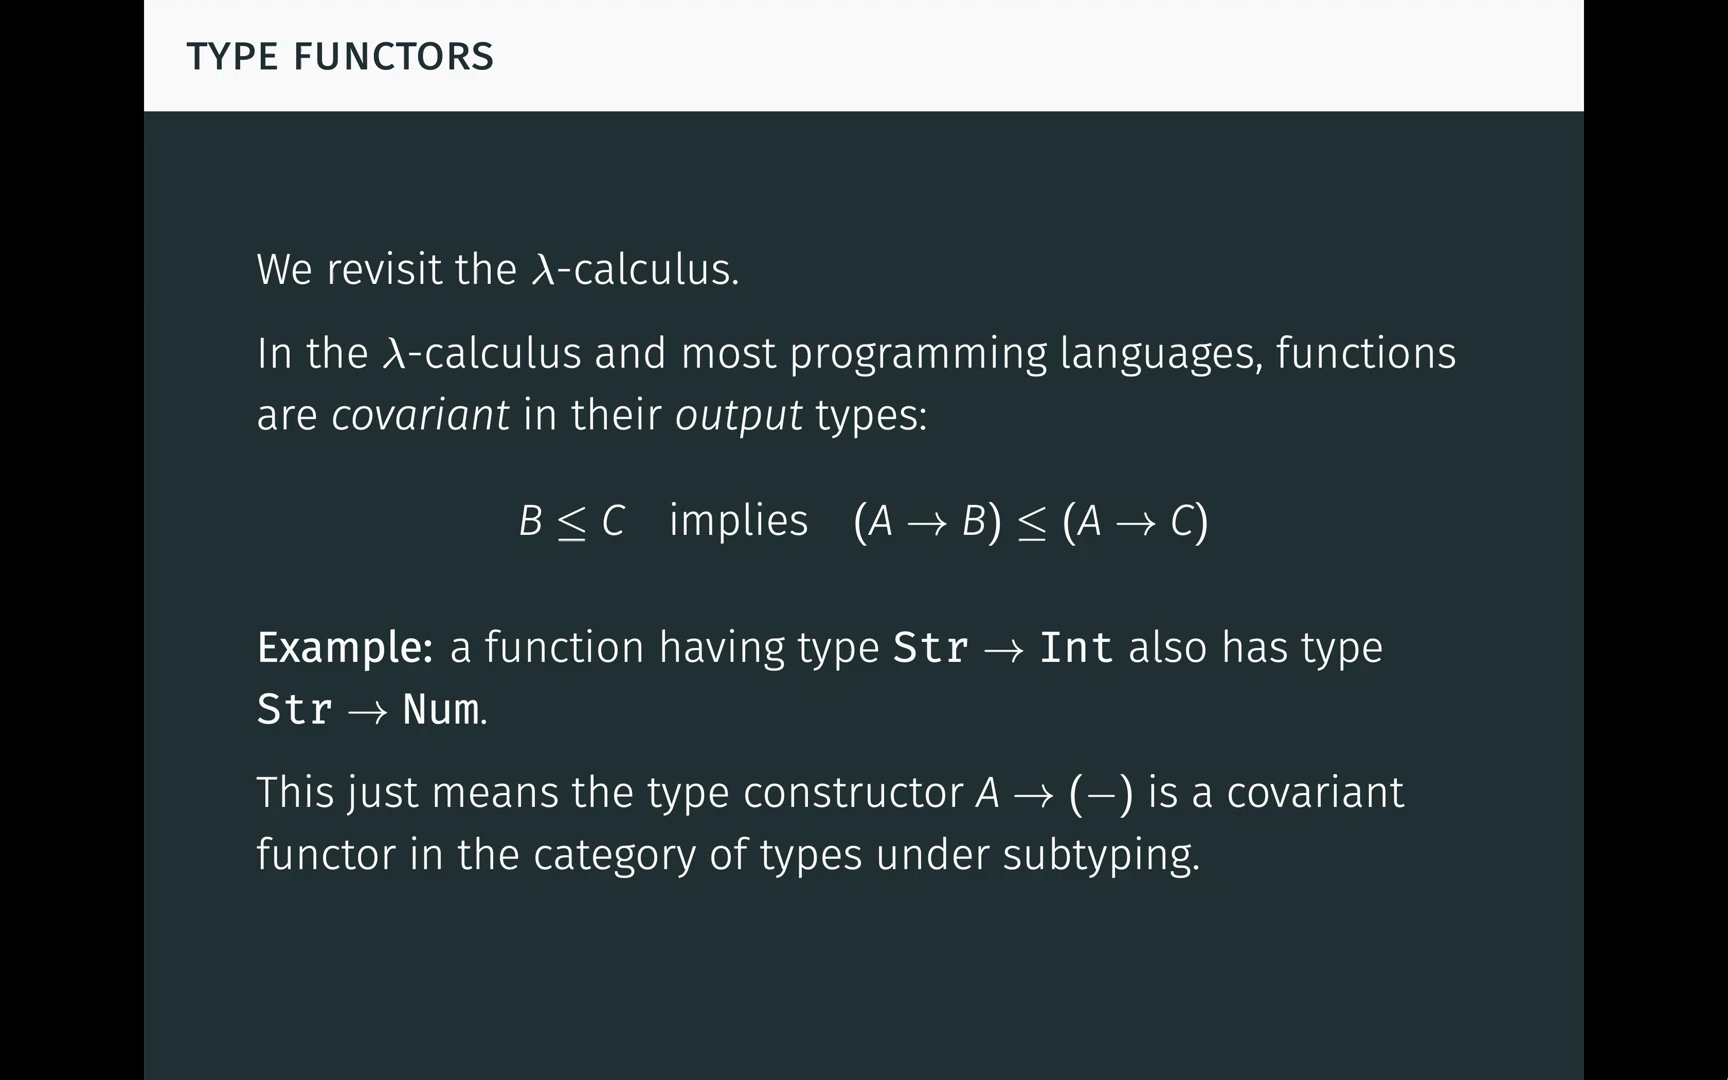 TYPE FUNCTORS
We revisit the λ-calculus.
In the λ-calculus and most programming languages, functions
are covariant in their output types:
B ≤ C implies (A → B) ≤ (A → C)
Example: a function having type Str → Int also has type
Str → Num.
This just means the type constructor A → (−) is a covariant
functor in the category of types under subtyping.